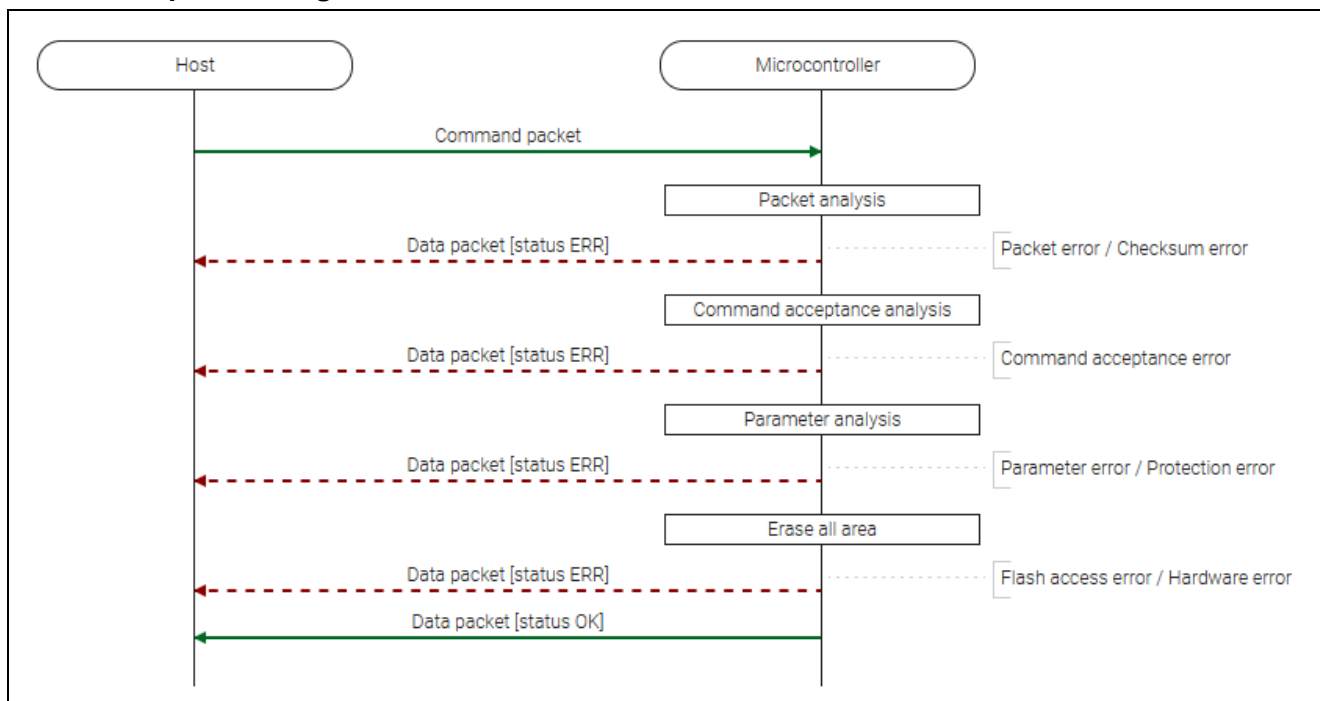 Host
Microcontroller
Command packet
Packet analysis
Data packet [status ERR]
Packet error / Checksum error
Command acceptance analysis
Data packet [status ERR]
Command acceptance error
Parameter analysis
Data packet [status ERR]
Parameter error / Protection error
Erase all area
Data packet [status ERR]
Flash access error / Hardware error
Data packet [status OK]